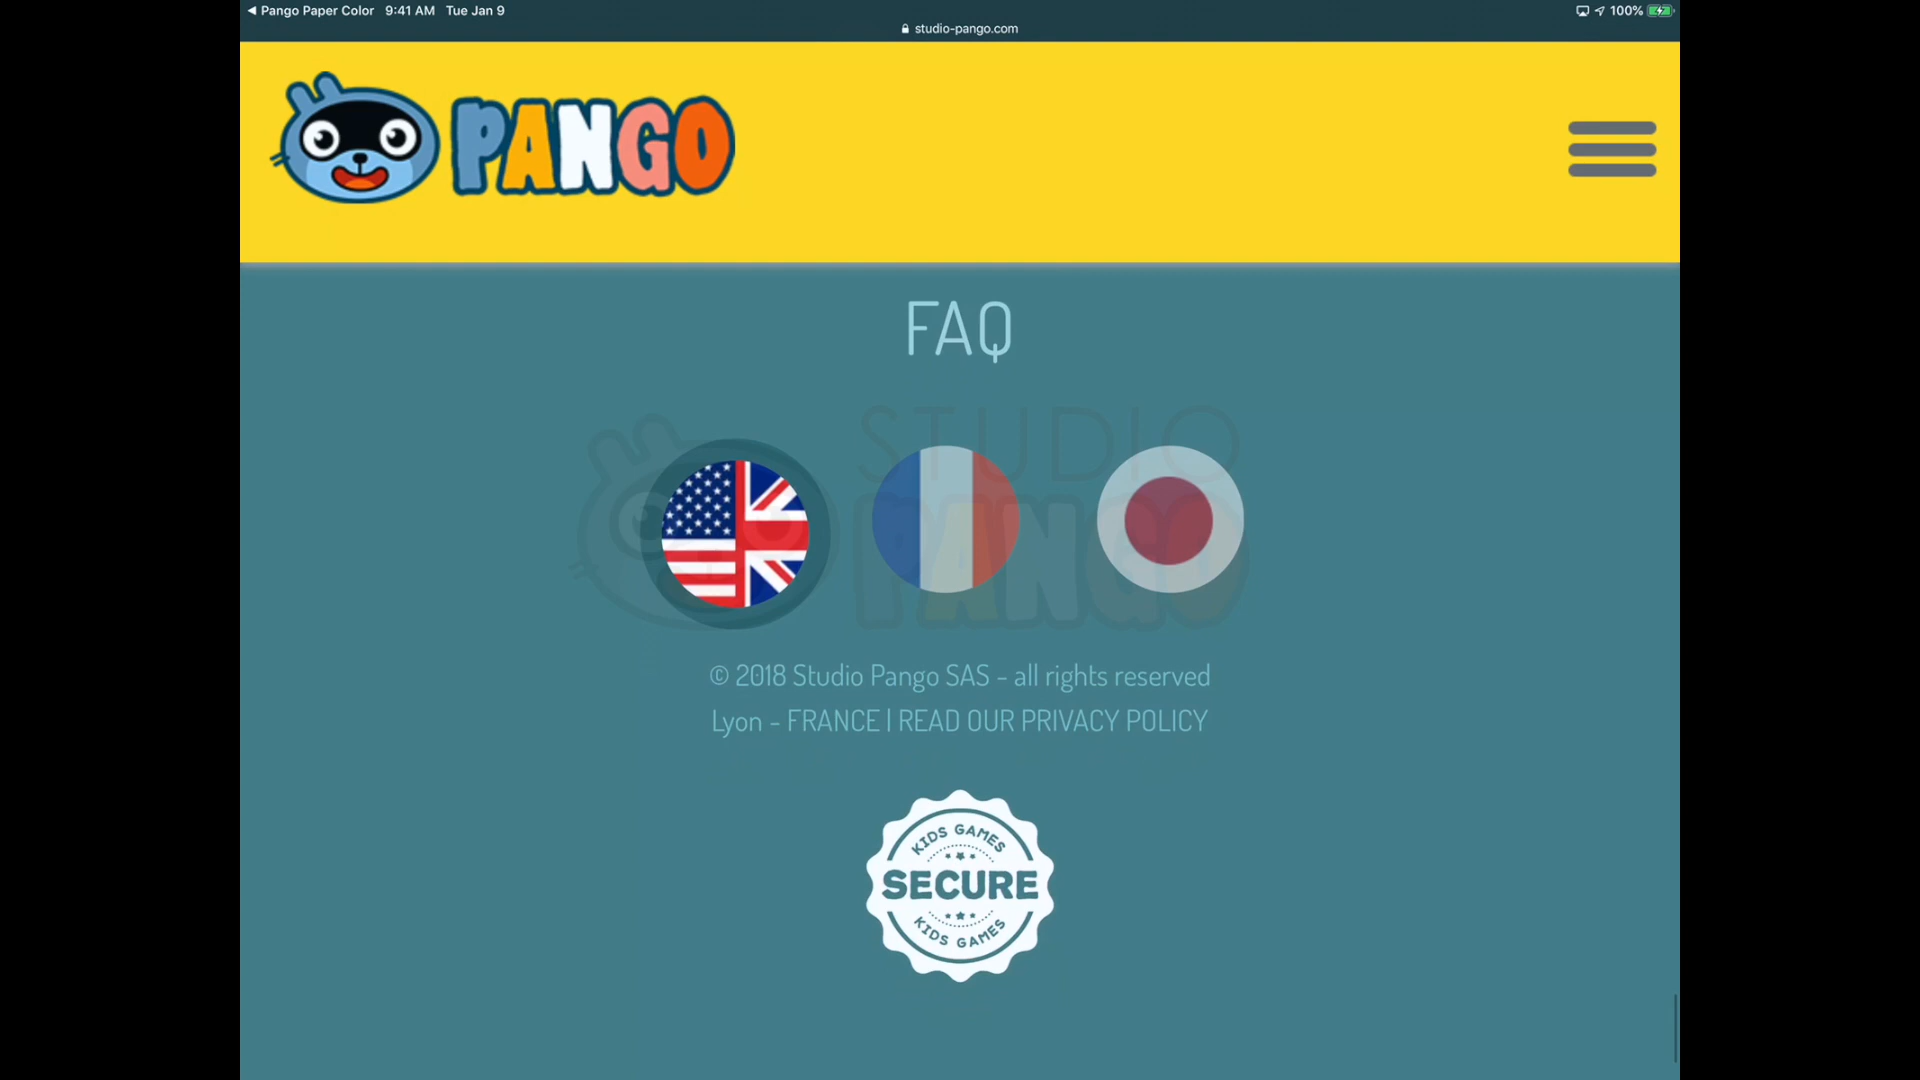 Pango Paper Color 9:41 AM Tue Jan 9 100%
studio-pango.com
PANGO
FAQ
STUDIO
PANGO
© 2018 Studio Pango SAS - all rights reserved
Lyon - FRANCE | READ OUR PRIVACY POLICY
KIDS GAMES
SECURE
KIDS GAMES